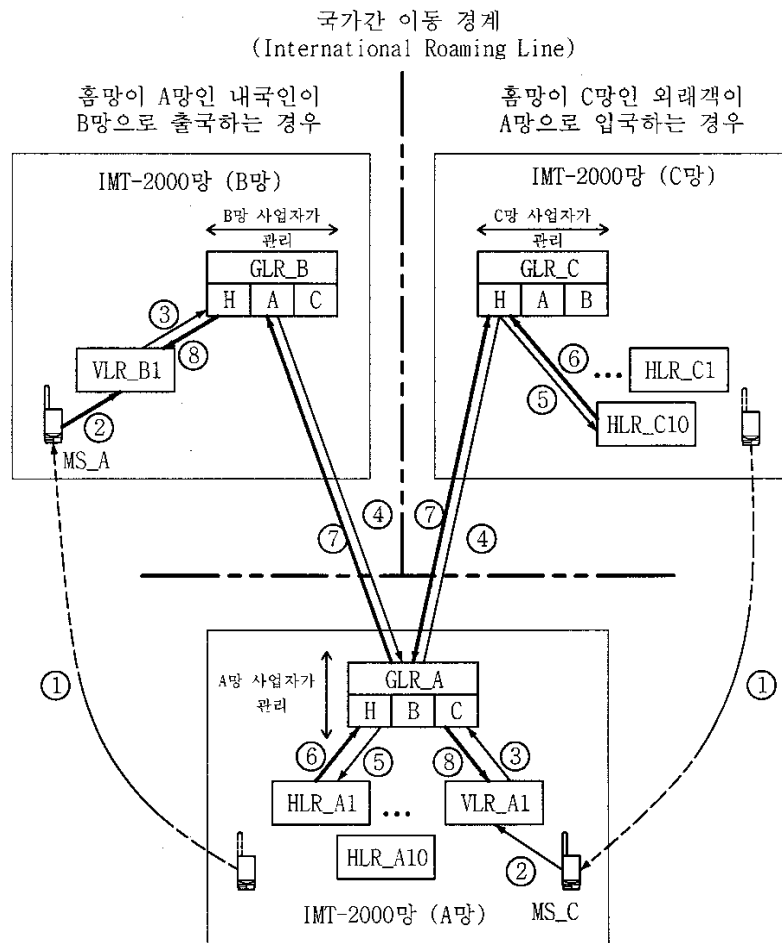 국가간 이동 경계
(International Roaming Line)
홈망이 A망인 내국인이
B망으로 출국하는 경우
홈망이 C망인 외래객이
A망으로 입국하는 경우
IMT-2000망 (B망)
B망 사업자가
관리
GLR_B
H A C
③
⑧
VLR_B1
②
MS_A
IMT-2000망 (C망)
C망 사업자가
관리
GLR_C
H A B
⑥
⑤
... HLR_C1
HLR_C10
④
⑦
⑦
④
①
①
A망 사업자가
관리
GLR_A
H B C
⑥
⑤
⑧
③
HLR_A1
...
VLR_A1
HLR_A10
②
IMT-2000망 (A망)
MS_C